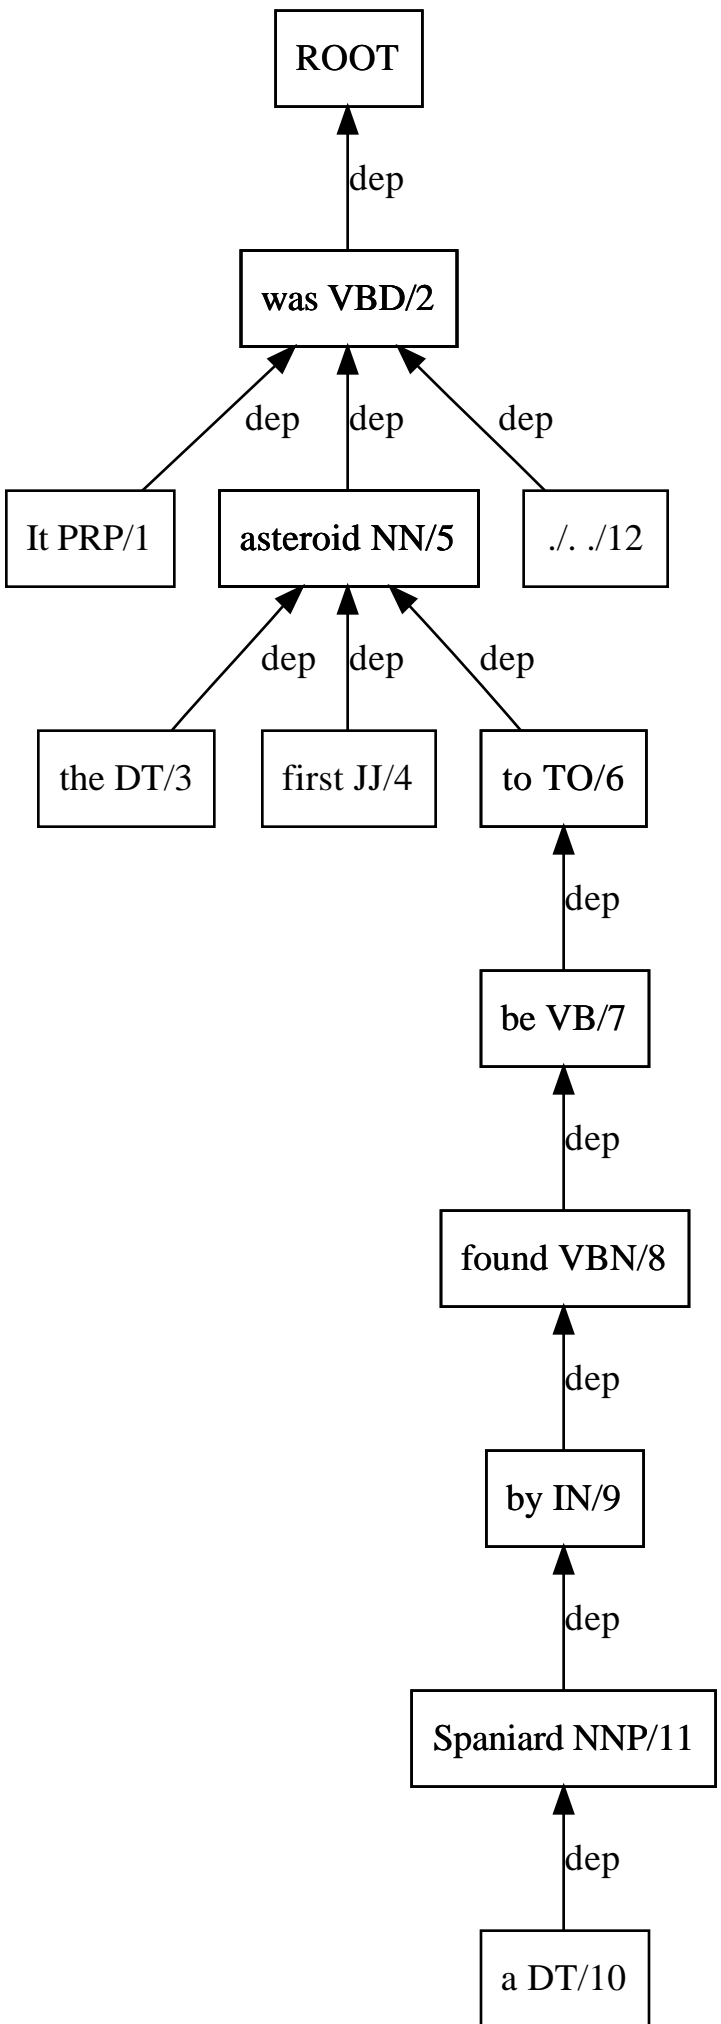 ROOT
dep
was VBD/2
dep dep dep
It PRP/1 asteroid NN/5 ./. ./12
dep dep dep
the DT/3 first JJ/4 to TO/6
dep
be VB/7
dep
found VBN/8
dep
by IN/9
dep
Spaniard NNP/11
dep
a DT/10